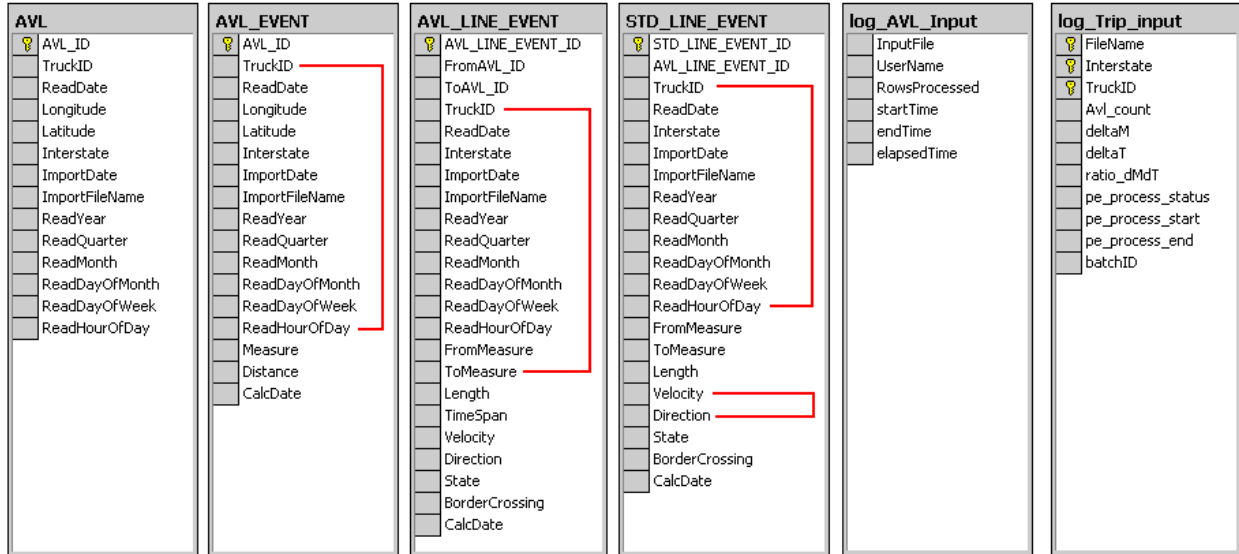 AVL
AVL_ID
TruckID
ReadDate
Longitude
Latitude
Interstate
ImportDate
ImportFileName
ReadYear
ReadQuarter
ReadMonth
ReadDayOfMonth
ReadDayOfWeek
ReadHourOfDay
AVL_EVENT
AVL_ID
TruckID
ReadDate
Longitude
Latitude
Interstate
ImportDate
ImportFileName
ReadYear
ReadQuarter
ReadMonth
ReadDayOfMonth
ReadDayOfWeek
ReadHourOfDay
Measure
Distance
CalcDate
AVL_LINE_EVENT
AVL_LINE_EVENT_ID
FromAVL_ID
ToAVL_ID
TruckID
ReadDate
Interstate
ImportDate
ImportFileName
ReadYear
ReadQuarter
ReadMonth
ReadDayOfMonth
ReadDayOfWeek
ReadHourOfDay
FromMeasure
ToMeasure
Length
TimeSpan
Velocity
Direction
State
BorderCrossing
CalcDate
STD_LINE_EVENT
STD_LINE_EVENT_ID
AVL_LINE_EVENT_ID
TruckID
ReadDate
Interstate
ImportDate
ImportFileName
ReadYear
ReadQuarter
ReadMonth
ReadDayOfMonth
ReadDayOfWeek
ReadHourOfDay
FromMeasure
ToMeasure
Length
Velocity
Direction
State
BorderCrossing
CalcDate
log_AVL_Input
InputFile
UserName
RowsProcessed
startTime
endTime
elapsedTime
log_Trip_input
FileName
Interstate
TruckID
Avl_count
deltaM
deltaT
ratio_dMdT
pe_process_status
pe_process_start
pe_process_end
batchID